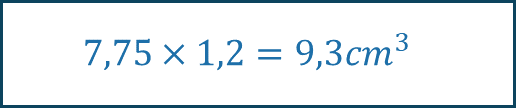 7,75 × 1,2 = 9,3cm³